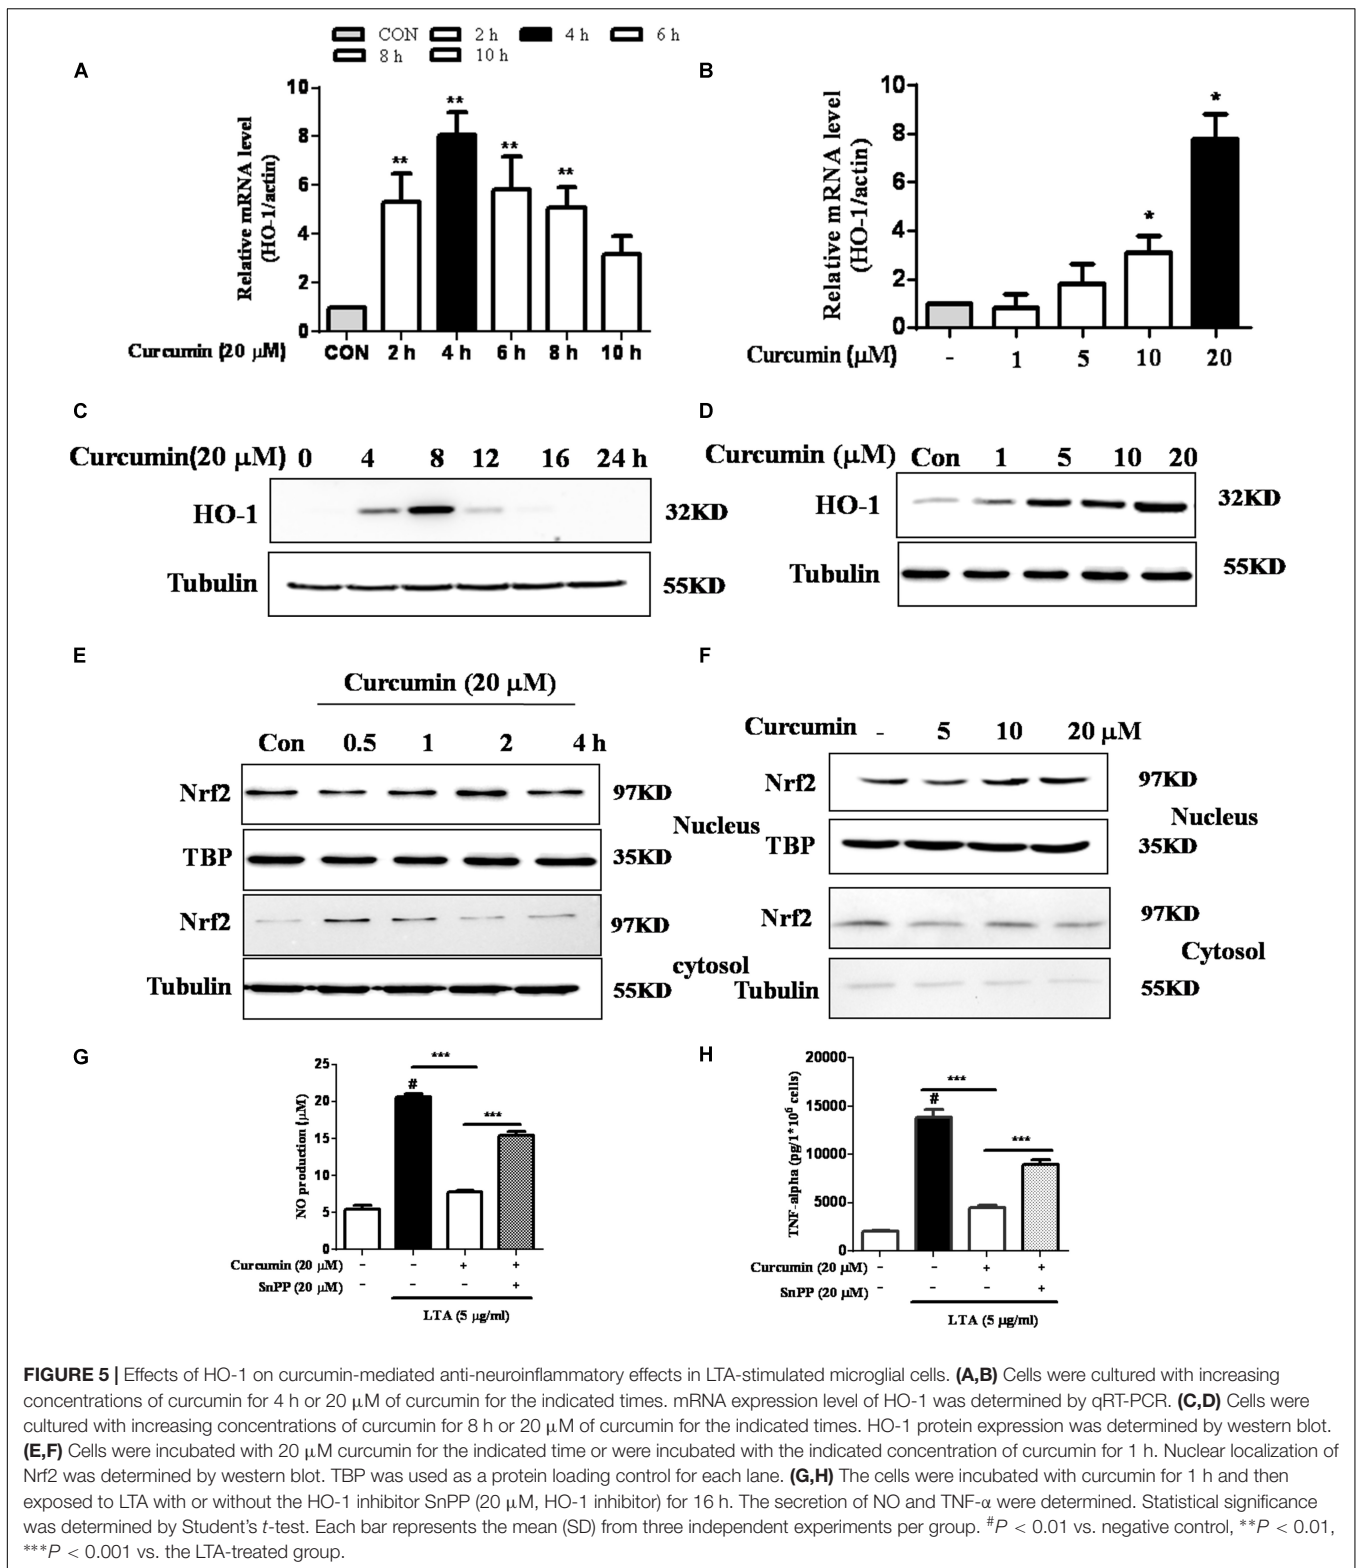 CON 2 h 4 h 6 h
8 h 10 h
A
10
8
6
4
2
0
Relative mRNA level
(HO-1/actin)
** ** ** **
Curcumin (20 μM) CON 2 h 4 h 6 h 8 h 10 h
B
10
8
6
4
2
0
Relative mRNA level
(HO-1/actin)
* *
Curcumin (μM) - 1 5 10 20
C
Curcumin(20 μM) 0 4 8 12 16 24 h
HO-1 32KD
Tubulin 55KD
D
Curcumin (μM) Con 1 5 10 20
HO-1 32KD
Tubulin 55KD
E
Curcumin (20 μM)
Con 0.5 1 2 4 h
Nrf2 97KD
Nucleus
TBP 35KD
Nrf2 97KD
cytosol
Tubulin 55KD
F
Curcumin - 5 10 20 μM
Nrf2 97KD
Nucleus
TBP 35KD
Nrf2 97KD
Cytosol
Tubulin 55KD
G
25
20
15
10
5
0
NO production (μM)
***
#
***
Curcumin (20 μM) - - + +
SnPP (20 μM) - - - +
LTA (5 μg/ml)
H
20000
15000
10000
5000
0
TNF-alpha (pg/1*10⁶ cells)
***
#
***
Curcumin (20 μM) - - + +
SnPP (20 μM) - - - +
LTA (5 μg/ml)
FIGURE 5 | Effects of HO-1 on curcumin-mediated anti-neuroinflammatory effects in LTA-stimulated microglial cells. (A,B) Cells were cultured with increasing
concentrations of curcumin for 4 h or 20 μM of curcumin for the indicated times. mRNA expression level of HO-1 was determined by qRT-PCR. (C,D) Cells were
cultured with increasing concentrations of curcumin for 8 h or 20 μM of curcumin for the indicated times. HO-1 protein expression was determined by western blot.
(E,F) Cells were incubated with 20 μM curcumin for the indicated time or were incubated with the indicated concentration of curcumin for 1 h. Nuclear localization of
Nrf2 was determined by western blot. TBP was used as a protein loading control for each lane. (G,H) The cells were incubated with curcumin for 1 h and then
exposed to LTA with or without the HO-1 inhibitor SnPP (20 μM, HO-1 inhibitor) for 16 h. The secretion of NO and TNF-α were determined. Statistical significance
was determined by Student's t-test. Each bar represents the mean (SD) from three independent experiments per group. #P < 0.01 vs. negative control, **P < 0.01,
***P < 0.001 vs. the LTA-treated group.